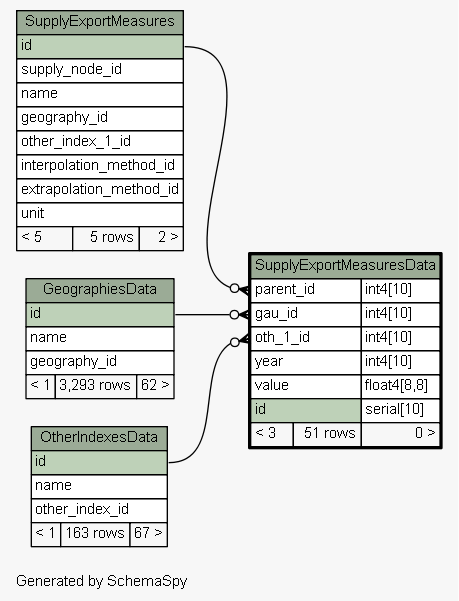 SupplyExportMeasures
id
supply_node_id
name
geography_id
other_index_1_id
interpolation_method_id
extrapolation_method_id
unit
< 5 5 rows 2 >
GeographiesData
id
name
geography_id
< 1 3,293 rows 62 >
OtherIndexesData
id
name
other_index_id
< 1 163 rows 67 >
SupplyExportMeasuresData
parent_id int4[10]
gau_id int4[10]
oth_1_id int4[10]
year int4[10]
value float4[8,8]
id serial[10]
< 3 51 rows 0 >
Generated by SchemaSpy